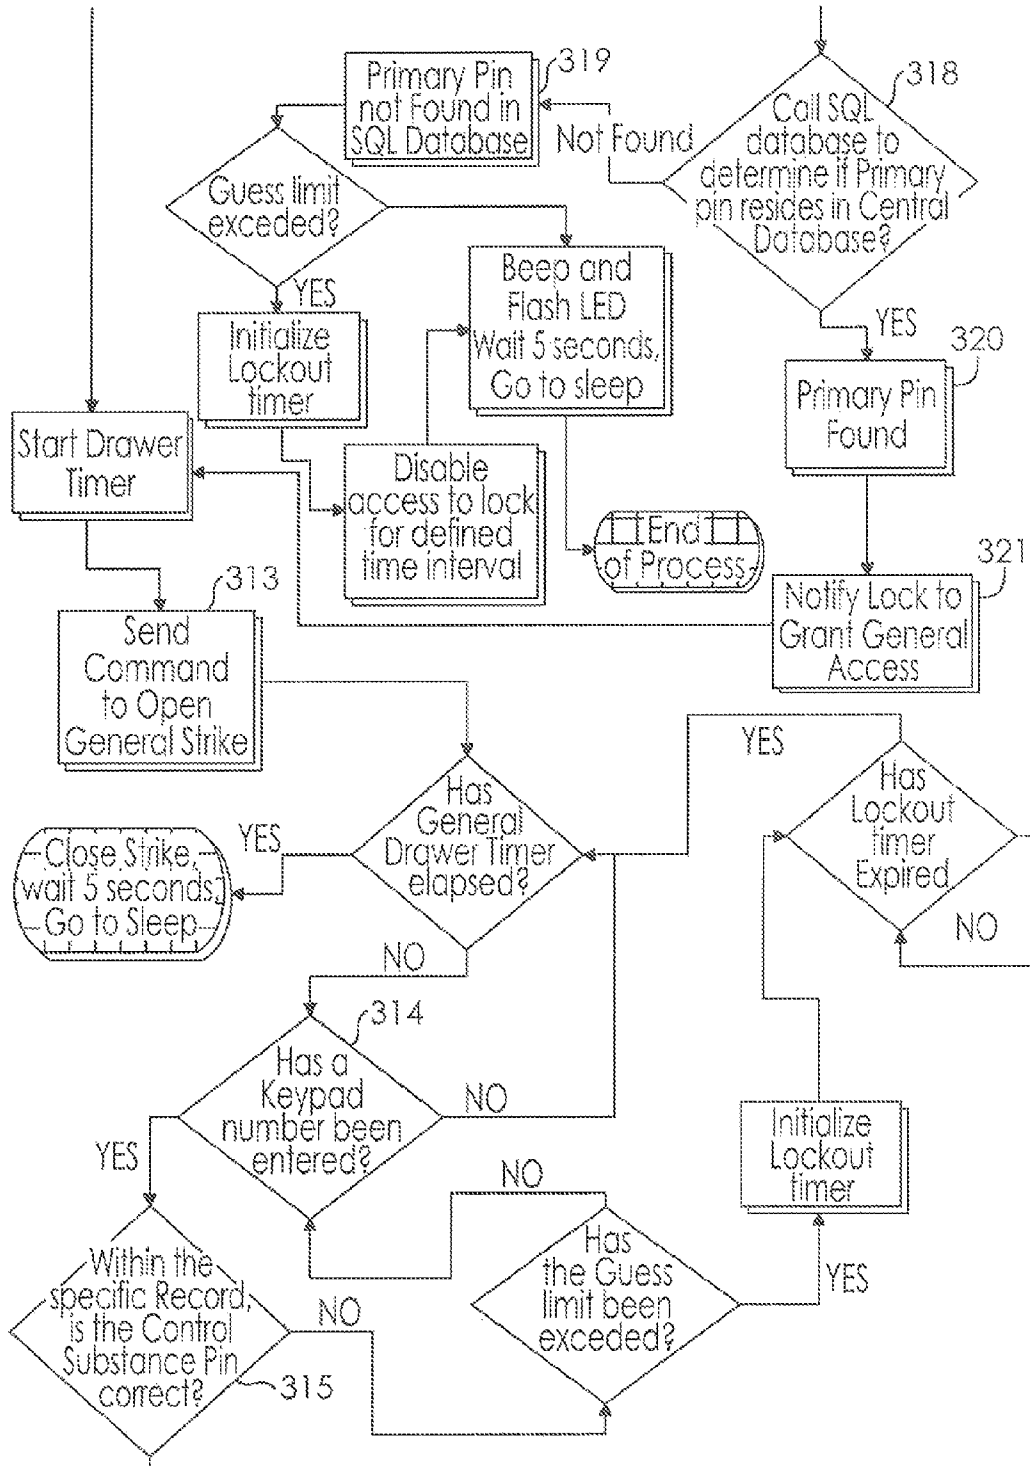 Primary Pin
not Found in
SQL Database
319
318
Call SQL
database to
determine if Primary
pin resides in Central
Database?
Not Found
Guess limit
exceded?
YES
Beep and
Flash LED
Wait 5 seconds,
Go to sleep
Initialize
Lockout
timer
YES
320
Primary Pin
Found
Start Drawer
Timer
Disable
access to lock
for defined
time interval
End
of Process
321
Notify Lock to
Grant General
Access
313
Send
Command
to Open
General Strike
YES
Has
General
Drawer Timer
elapsed?
Has
Lockout
timer
Expired
YES
Close Strike,
wait 5 seconds,
Go to Sleep
NO
NO
314
Has a
Keypad
number been
entered?
NO
YES
Initialize
Lockout
timer
NO
Within the
specific Record,
is the Control
Substance Pin
correct?
315
NO
Has
the Guess
limit been
exceded?
YES